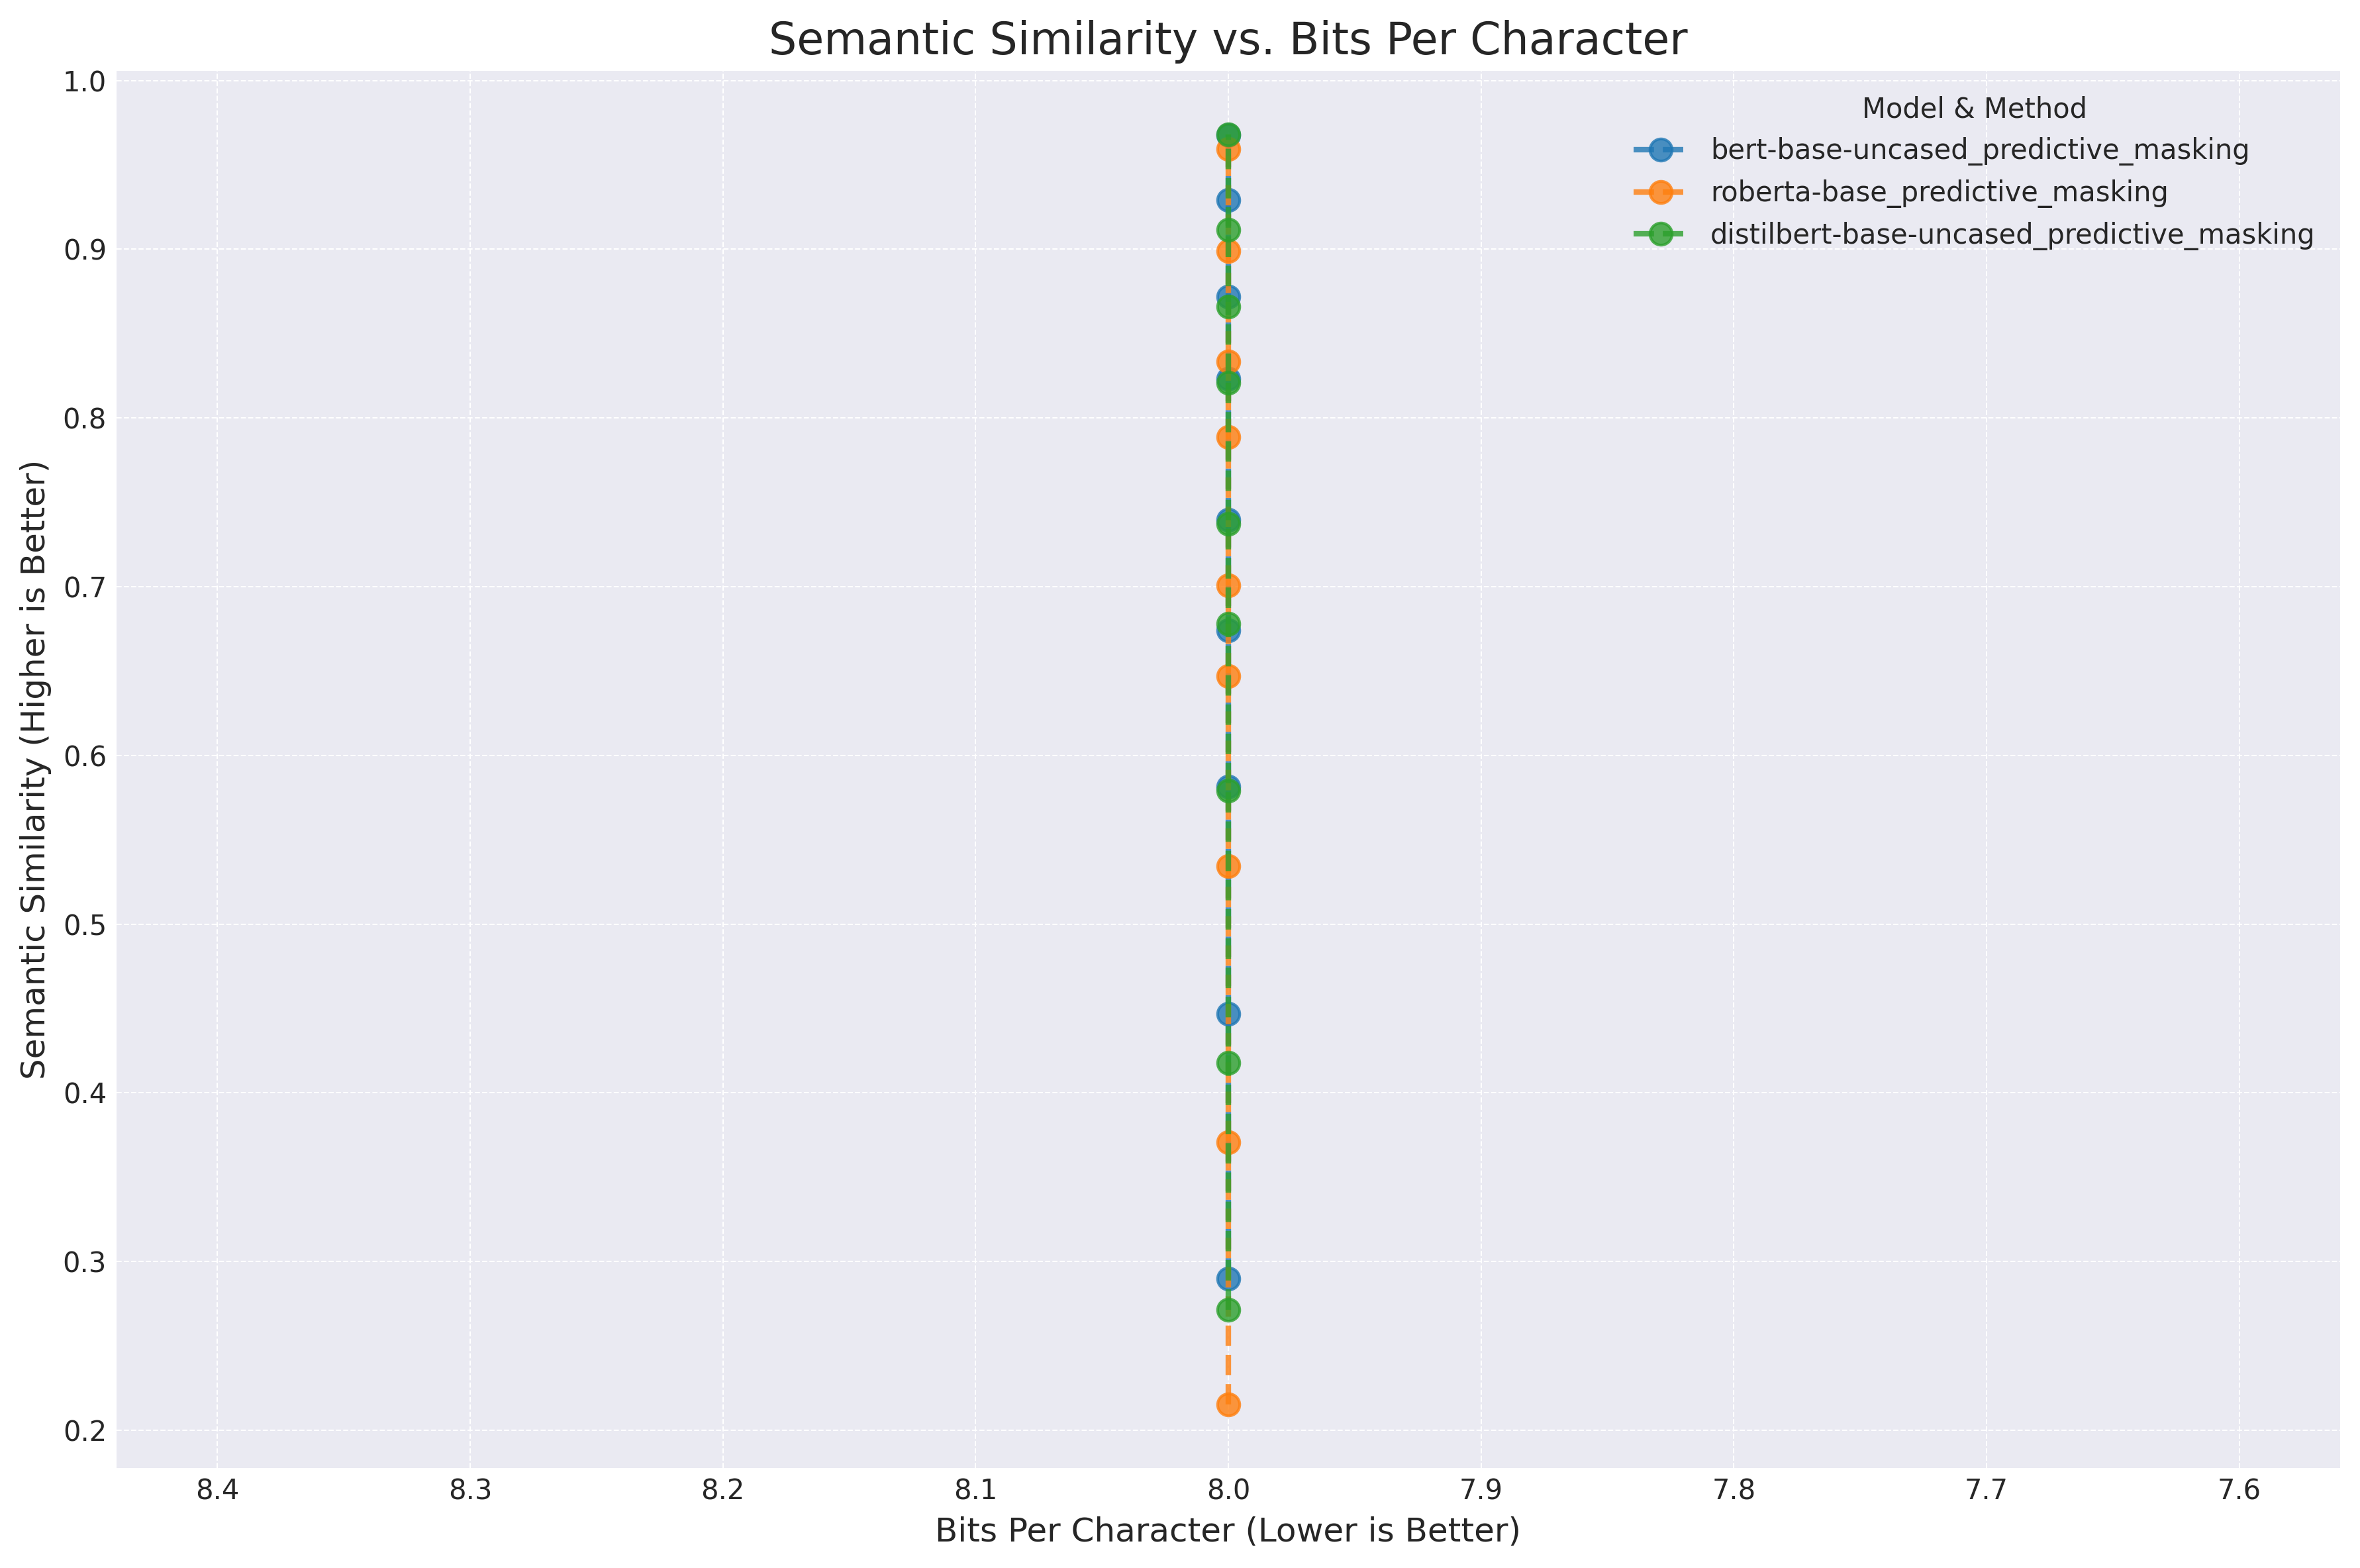 Semantic Similarity vs. Bits Per Character
Model & Method
bert-base-uncased_predictive_masking
roberta-base_predictive_masking
distilbert-base-uncased_predictive_masking
Semantic Similarity (Higher is Better)
1.0
0.9
0.8
0.7
0.6
0.5
0.4
0.3
0.2
8.4 8.3 8.2 8.1 8.0 7.9 7.8 7.7 7.6
Bits Per Character (Lower is Better)